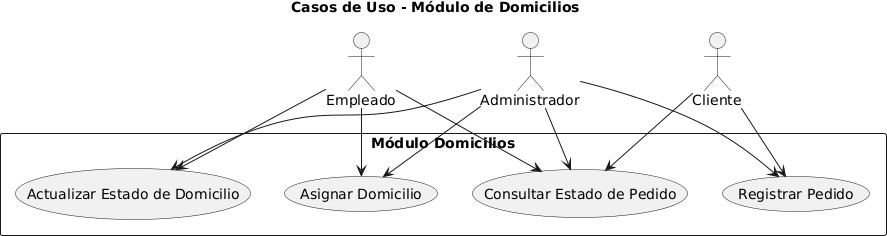 Casos de Uso - Módulo de Domicilios
Empleado
Administrador
Cliente
Módulo Domicilios
Actualizar Estado de Domicilio
Asignar Domicilio
Consultar Estado de Pedido
Registrar Pedido